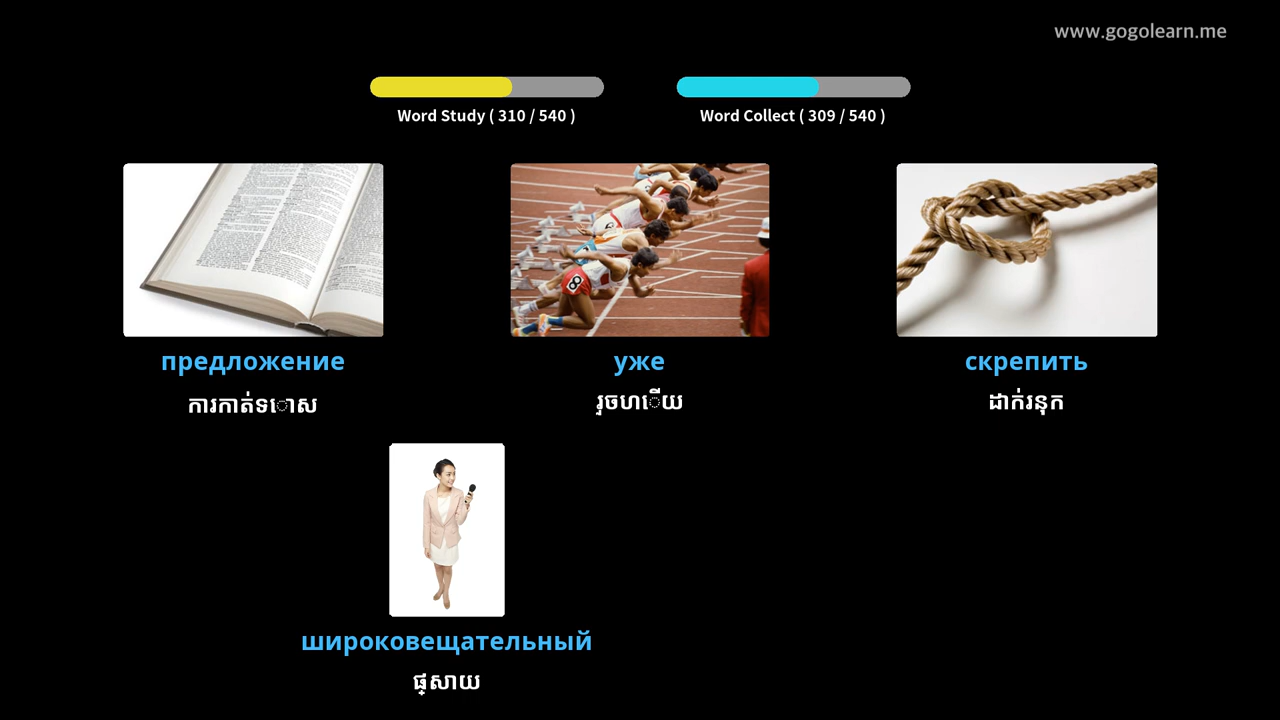 www.gogolearn.me
Word Study ( 310 / 540 )
Word Collect ( 309 / 540 )
предложение
уже
скрепить
ការកាត់ទោស
រួចហើយ
ដាក់រនុក
широковещательный
ផ្សាយ